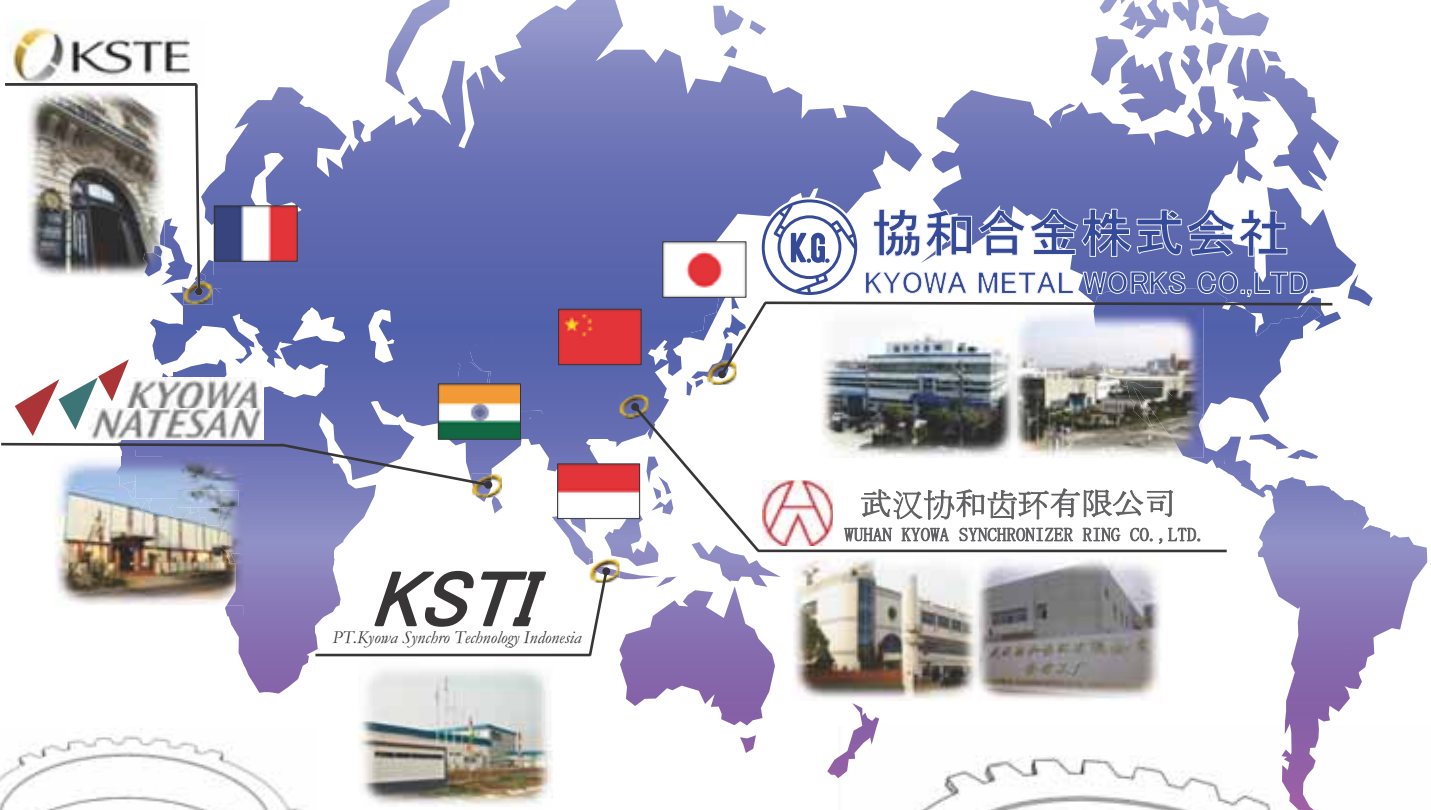 KSTE
K.G.
協和合金株式会社
KYOWA METAL WORKS CO.,LTD.
KYOWA
NATESAN
武汉协和齿环有限公司
WUHAN KYOWA SYNCHRONIZER RING CO.,LTD.
KSTI
PT.Kyowa Synchro Technology Indonesia